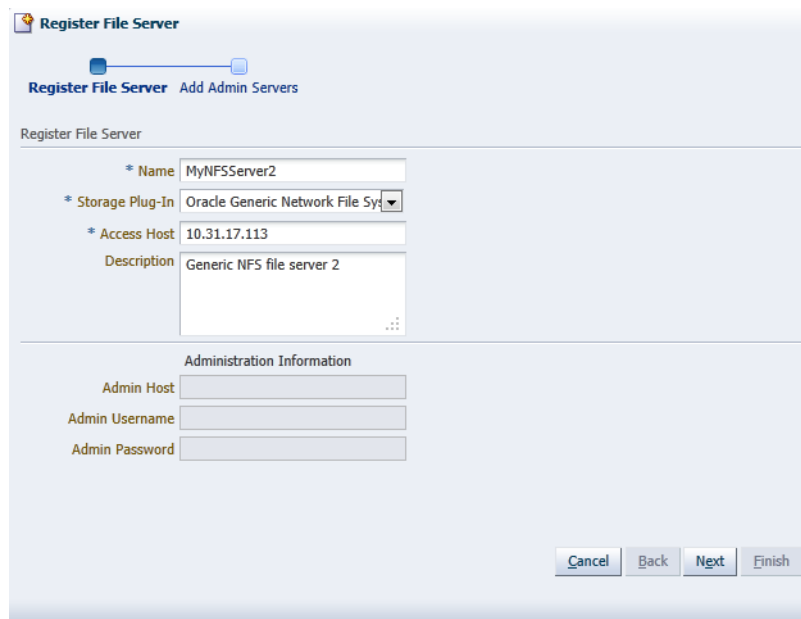 Register File Server
Register File Server Add Admin Servers
Register File Server
* Name MyNFSServer2
* Storage Plug-In Oracle Generic Network File Sys
* Access Host 10.31.17.113
Description Generic NFS file server 2
Administration Information
Admin Host
Admin Username
Admin Password
Cancel Back Next Finish